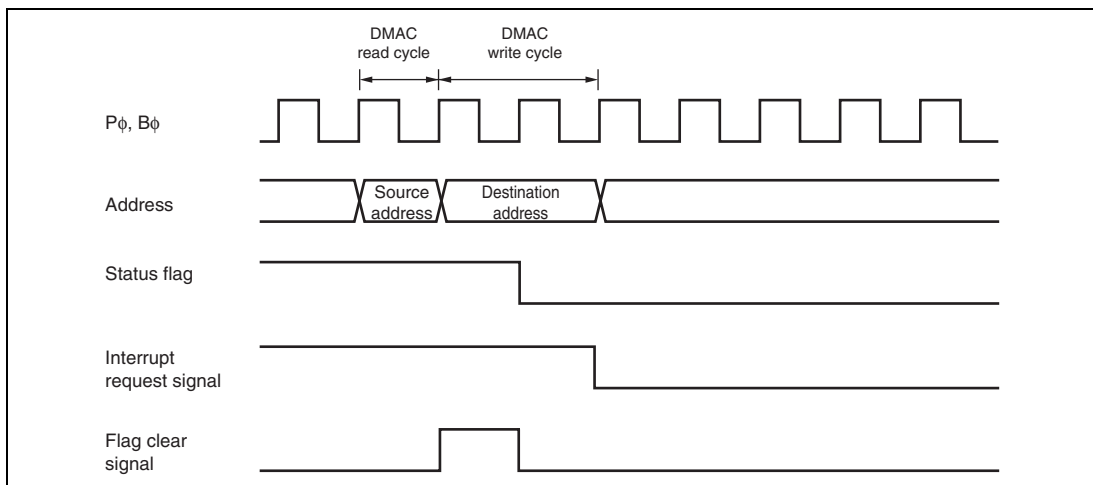 DMAC
read cycle
DMAC
write cycle
Pϕ, Bϕ
Address
Source
address
Destination
address
Status flag
Interrupt
request signal
Flag clear
signal